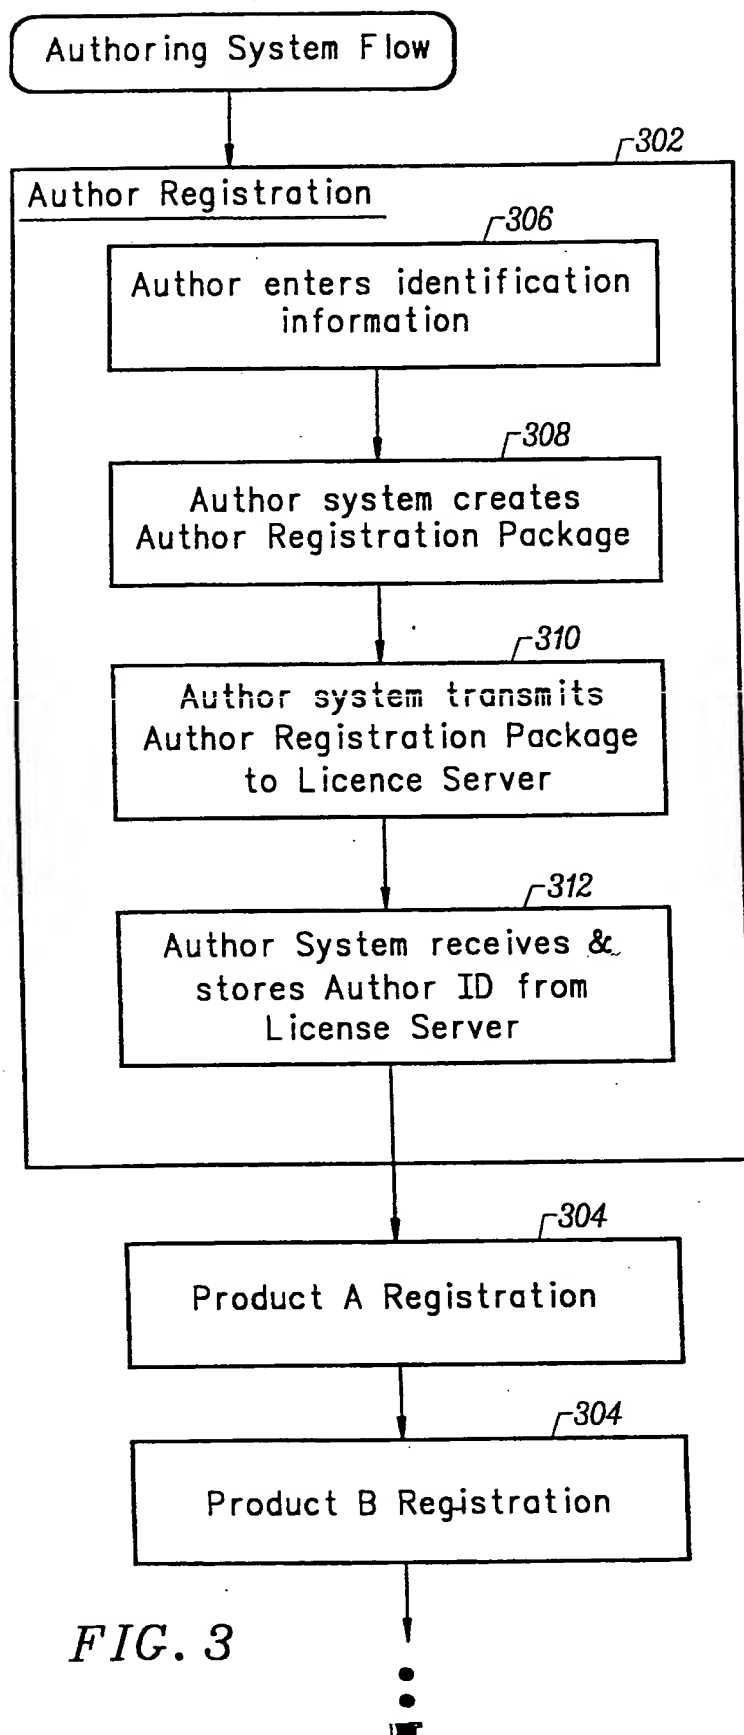 Authoring System Flow
302
Author Registration
306
Author enters identification
information
308
Author system creates
Author Registration Package
310
Author system transmits
Author Registration Package
to Licence Server
312
Author System receives &
stores Author ID from
License Server
304
Product A Registration
304
Product B Registration
FIG. 3